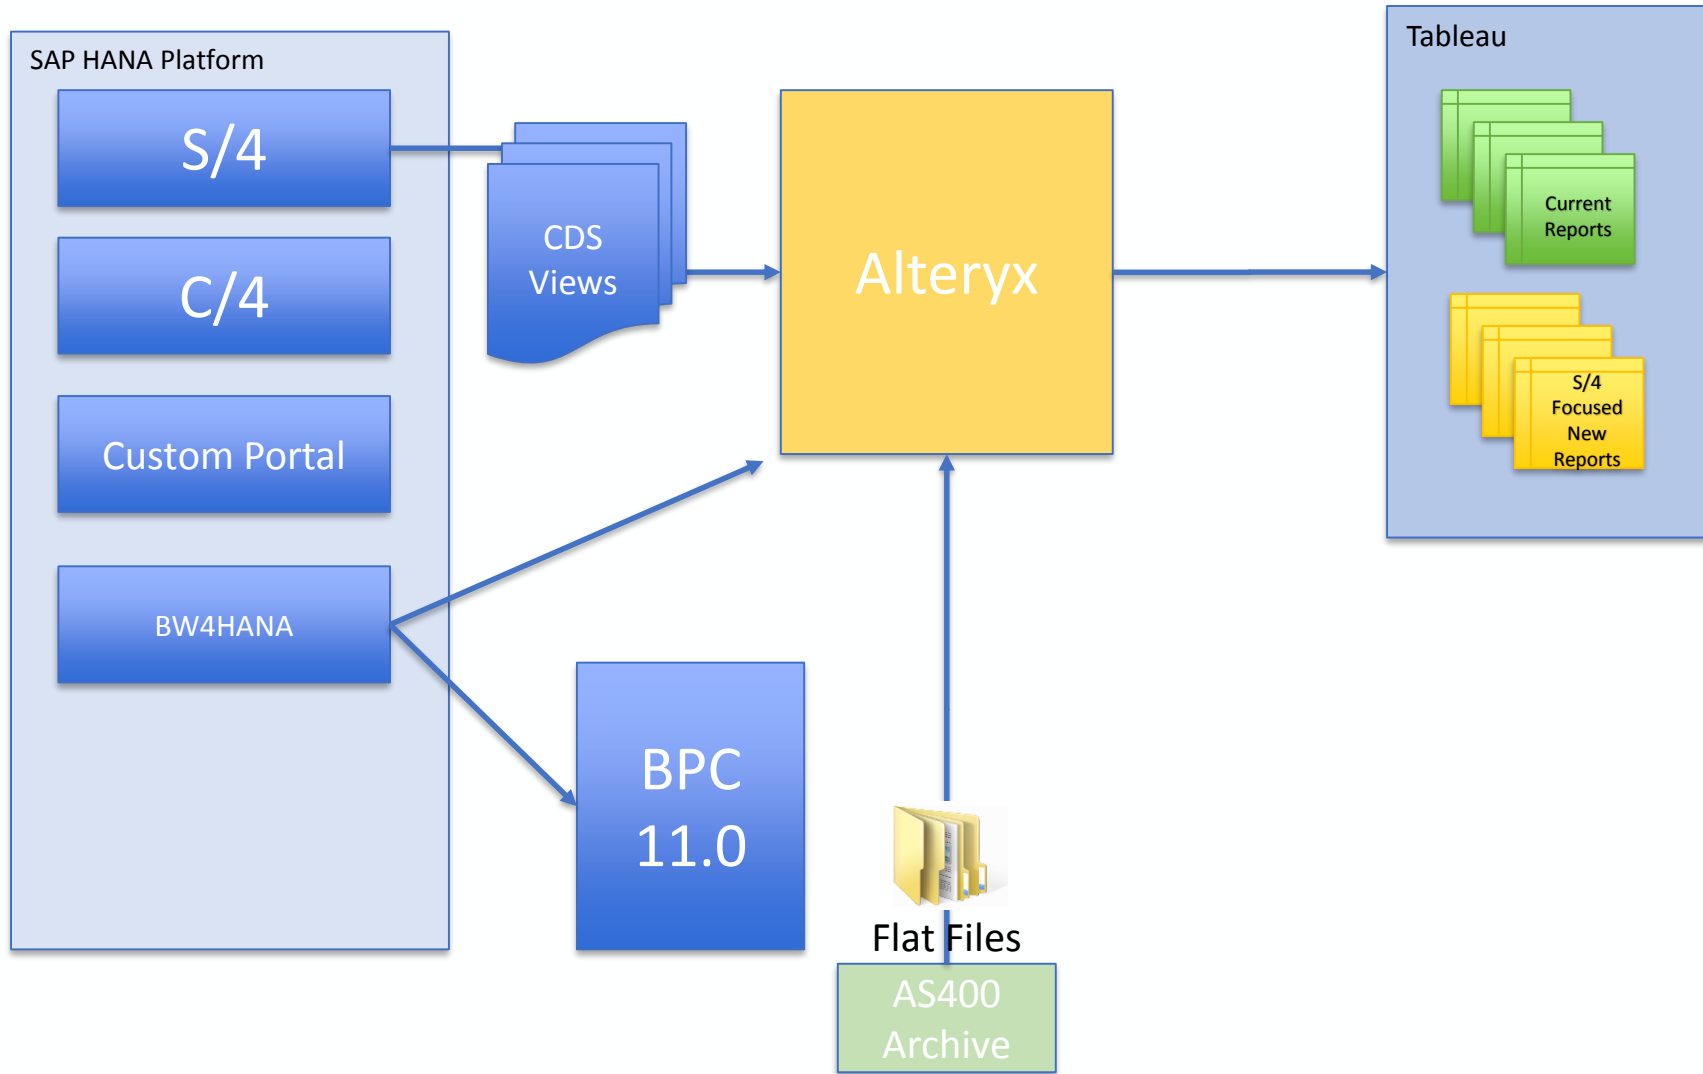 SAP HANA Platform
S/4
C/4
Custom Portal
BW4HANA
CDS
Views
BPC
11.0
Alteryx
Flat Files
AS400
Archive
Tableau
Current
Reports
S/4
Focused
New
Reports